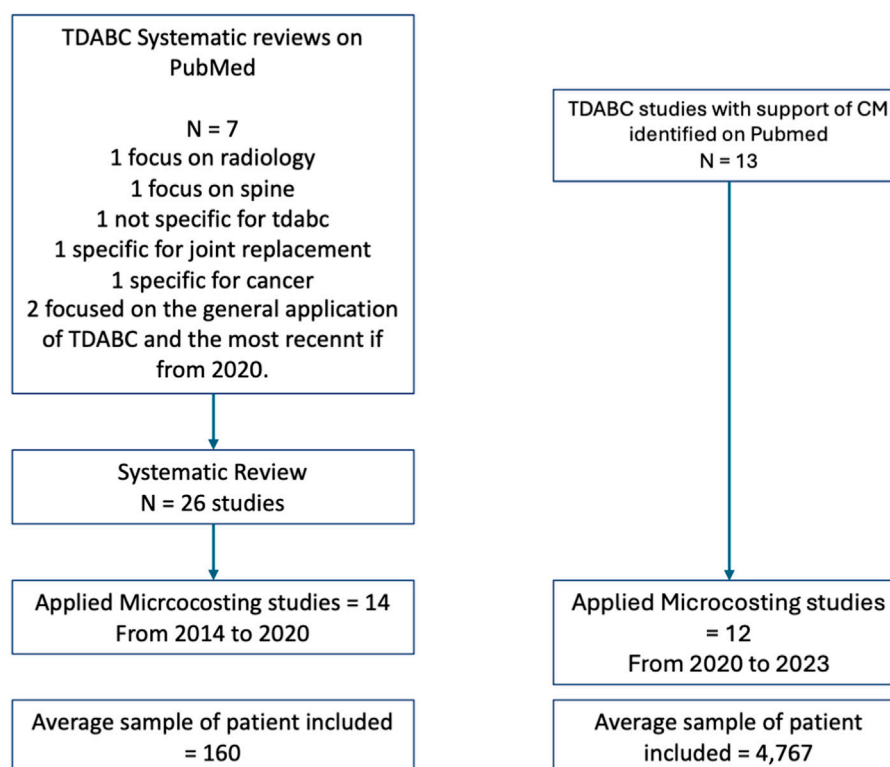 TDABC Systematic reviews on
PubMed
N = 7
1 focus on radiology
1 focus on spine
1 not specific for tdabc
1 specific for joint replacement
1 specific for cancer
2 focused on the general application
of TDABC and the most recennt if
from 2020.
Systematic Review
N = 26 studies
Applied Micrcocosting studies = 14
From 2014 to 2020
Average sample of patient included
= 160
TDABC studies with support of CM
identified on Pubmed
N = 13
Applied Microcosting studies
= 12
From 2020 to 2023
Average sample of patient
included = 4,767